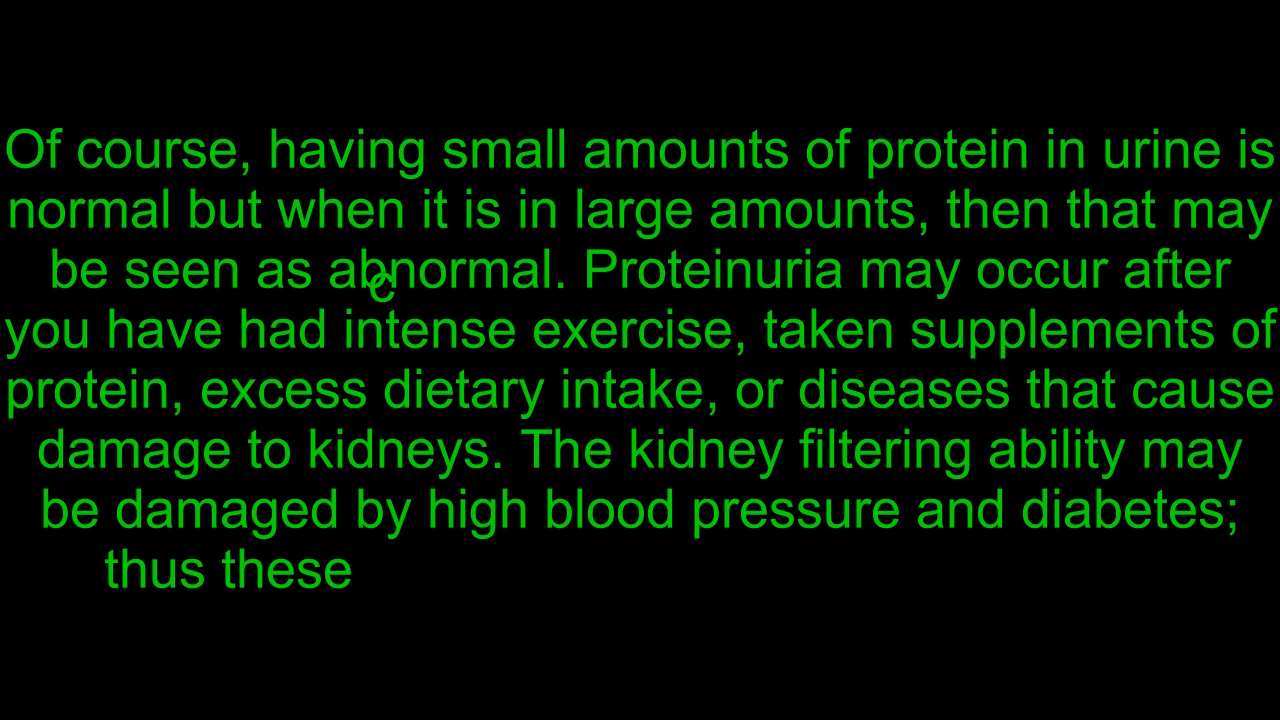 Of course, having small amounts of protein in urine is
normal but when it is in large amounts, then that may
be seen as abnormal. Proteinuria may occur after
c
you have had intense exercise, taken supplements of
protein, excess dietary intake, or diseases that cause
damage to kidneys. The kidney filtering ability may
be damaged by high blood pressure and diabetes;
thus these